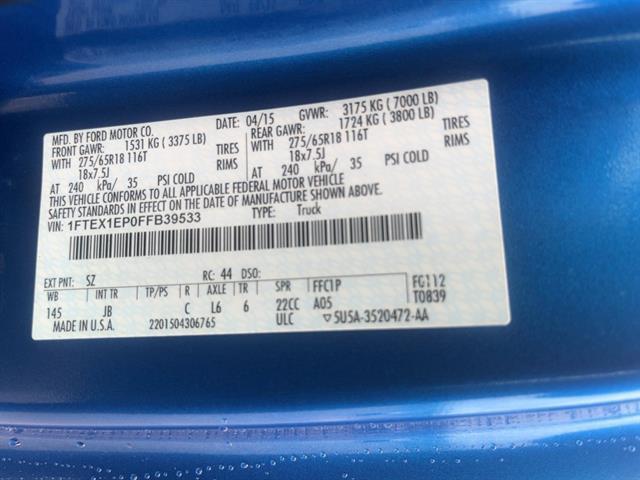 MFD. BY FORD MOTOR CO.
DATE: 04/15 GVWR: 3175 KG ( 7000 LB)
FRONT GAWR: 1531 KG ( 3375 LB)
REAR GAWR: 1724 KG ( 3800 LB)
WITH 275/65R18 116T TIRES
WITH 275/65R18 116T TIRES
18x7.5J RIMS
18x7.5J RIMS
AT 240 kPa/ 35 PSI COLD
AT 240 kPa/ 35 PSI COLD
THIS VEHICLE CONFORMS TO ALL APPLICABLE FEDERAL MOTOR VEHICLE
SAFETY STANDARDS IN EFFECT ON THE DATE OF MANUFACTURE SHOWN ABOVE
VIN: 1FTEX1EP0FFB39533 TYPE: Truck
EXT PNT: SZ RC: 44 DSO:
WB INT TR TP/PS R AXLE TR SPR FFC1P FG112
145 JB C L6 6 22CC A05 T0839
MADE IN U.S.A. 2201504306765 ULC ▽5U5A-3520472-AA